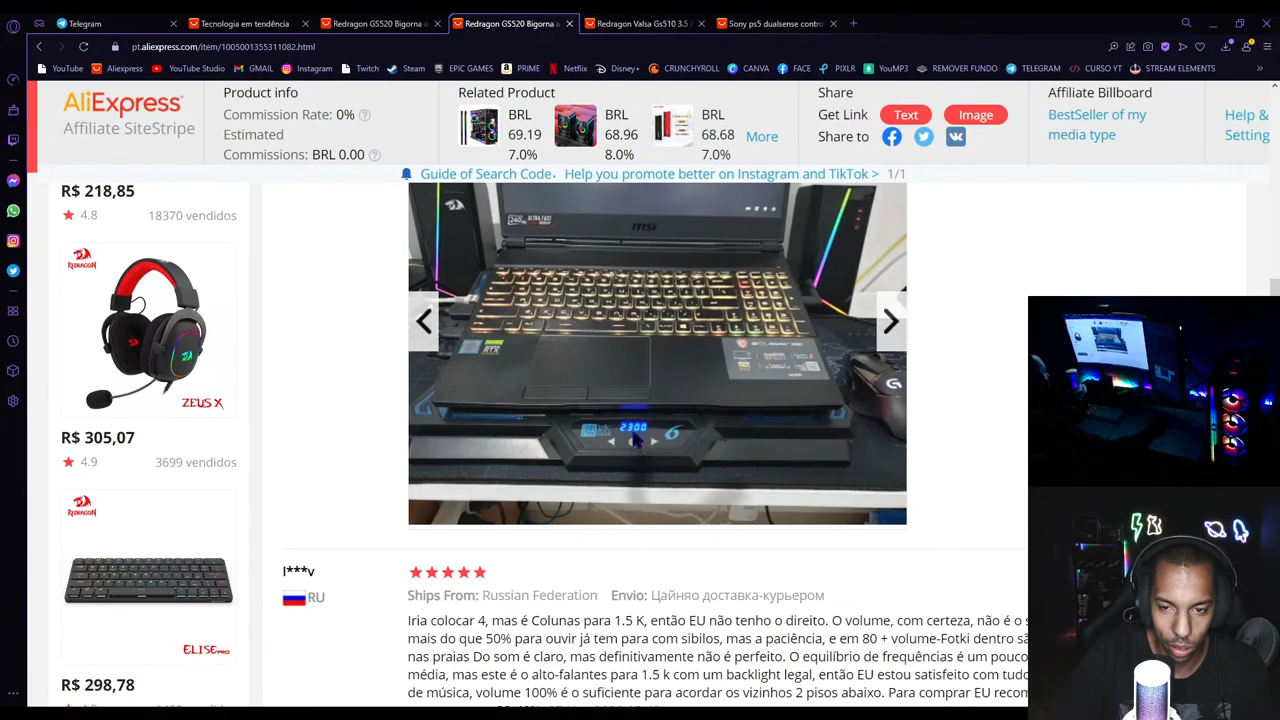 Telegram
Tecnologia em tendência
Redragon GS520 Bigorna a
Redragon GS520 Bigorna a
Redragon Valsa Gs510 3.5
Sony ps5 dualsense contro
pt.aliexpress.com/item/1005001355311082.html
YouTube
Aliexpress
YouTube Studio
GMAIL
Instagram
Twitch
Steam
EPIC GAMES
PRIME
Netflix
Disney+
CRUNCHYROLL
CANVA
FACE
PIXLR
YouMP3
REMOVER FUNDO
TELEGRAM
CURSO YT
STREAM ELEMENTS
AliExpress
Affiliate SiteStripe
Product info
Commission Rate: 0%
Estimated
Commissions: BRL 0.00
Related Product
BRL
69.19
7.0%
BRL
68.96
8.0%
BRL
68.68
7.0%
More
Share
Get Link Text Image
Share to
Affiliate Billboard
BestSeller of my
media type
Help &
Setting
Guide of Search Code, Help you promote better on Instagram and TikTok > 1/1
R$ 218,85
4.8 18370 vendidos
REDRAGON
ZEUS X
R$ 305,07
4.9 3699 vendidos
REDRAGON
ELISE PRO
R$ 298,78
msi
RTX
2300
l***v
RU
Ships From: Russian Federation Envio: Цайняо доставка-курьером
Iria colocar 4, mas é Colunas para 1.5 K, então EU não tenho o direito. O volume, com certeza, não é o
mais do que 50% para ouvir já tem para com sibilos, mas a paciência, e em 80 + volume-Fotki dentro
nas praias Do som é claro, mas definitivamente não é perfeito. O equilíbrio de frequências é um pouco
média, mas este é o alto-falantes para 1.5 k com um backlight legal, então EU estou satisfeito com
de música, volume 100% é o suficiente para acordar os vizinhos 2 pisos abaixo. Para comprar EU